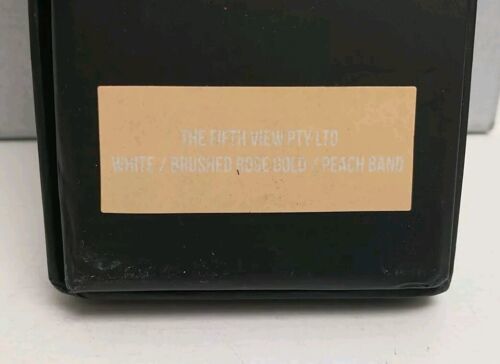 THE FIFTH VIEW PTY LTD
WHITE / BRUSHED ROSE GOLD / PEACH BAND